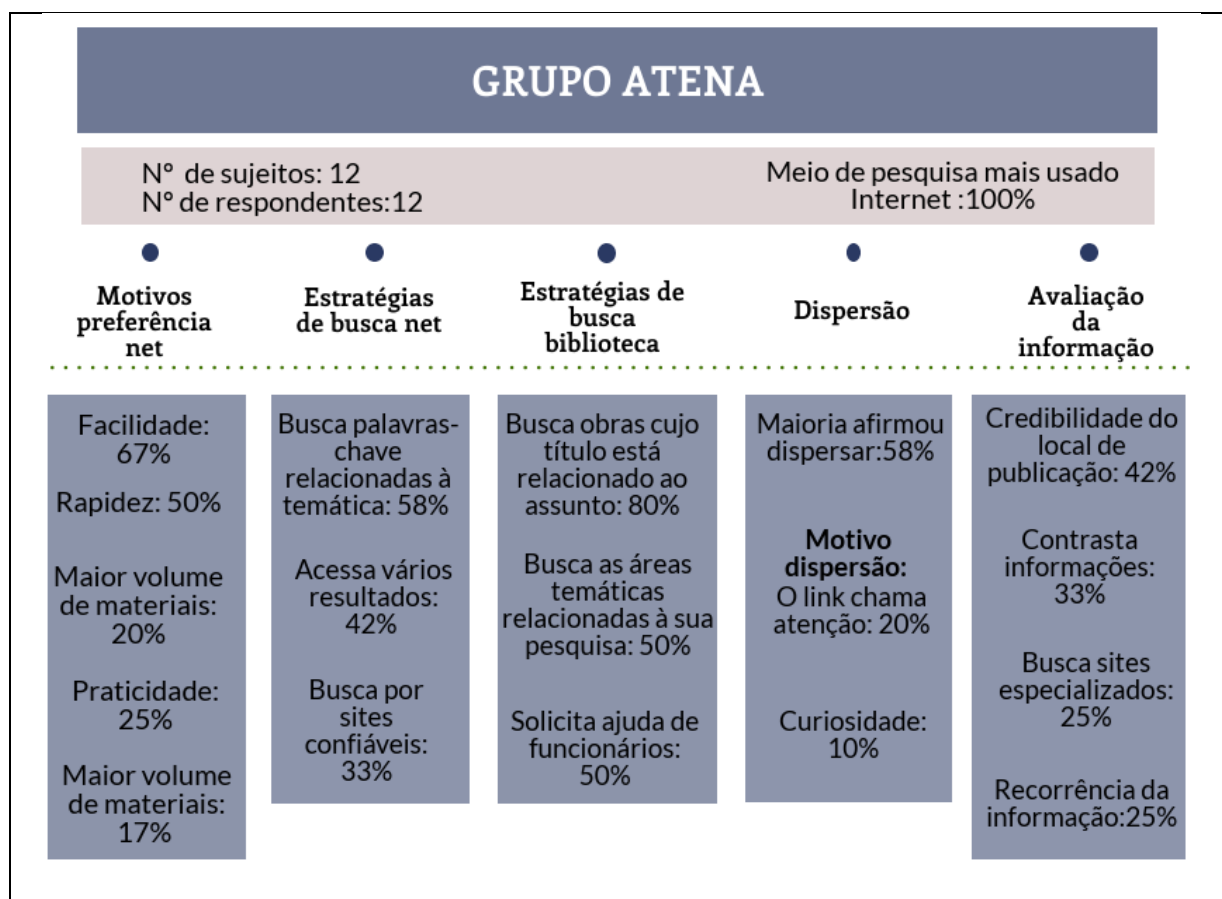 GRUPO ATENA
Nº de sujeitos: 12
Nº de respondentes:12
Meio de pesquisa mais usado
Internet :100%
Motivos
preferência
net
Estratégias
de busca net
Estratégias de
busca
biblioteca
Dispersão
Avaliação
da
informação
Facilidade:
67%
Rapidez: 50%
Maior volume
de materiais:
20%
Praticidade:
25%
Maior volume
de materiais:
17%
Busca palavras-
chave
relacionadas à
temática: 58%
Acessa vários
resultados:
42%
Busca por
sites
confiáveis:
33%
Busca obras cujo
título está
relacionado ao
assunto: 80%
Busca as áreas
temáticas
relacionadas à sua
pesquisa: 50%
Solicita ajuda de
funcionários:
50%
Maioria afirmou
dispersar:58%
Motivo
dispersão:
O link chama
atenção: 20%
Curiosidade:
10%
Credibilidade do
local de
publicação: 42%
Contrasta
informações:
33%
Busca sites
especializados:
25%
Recorrência da
informação:25%